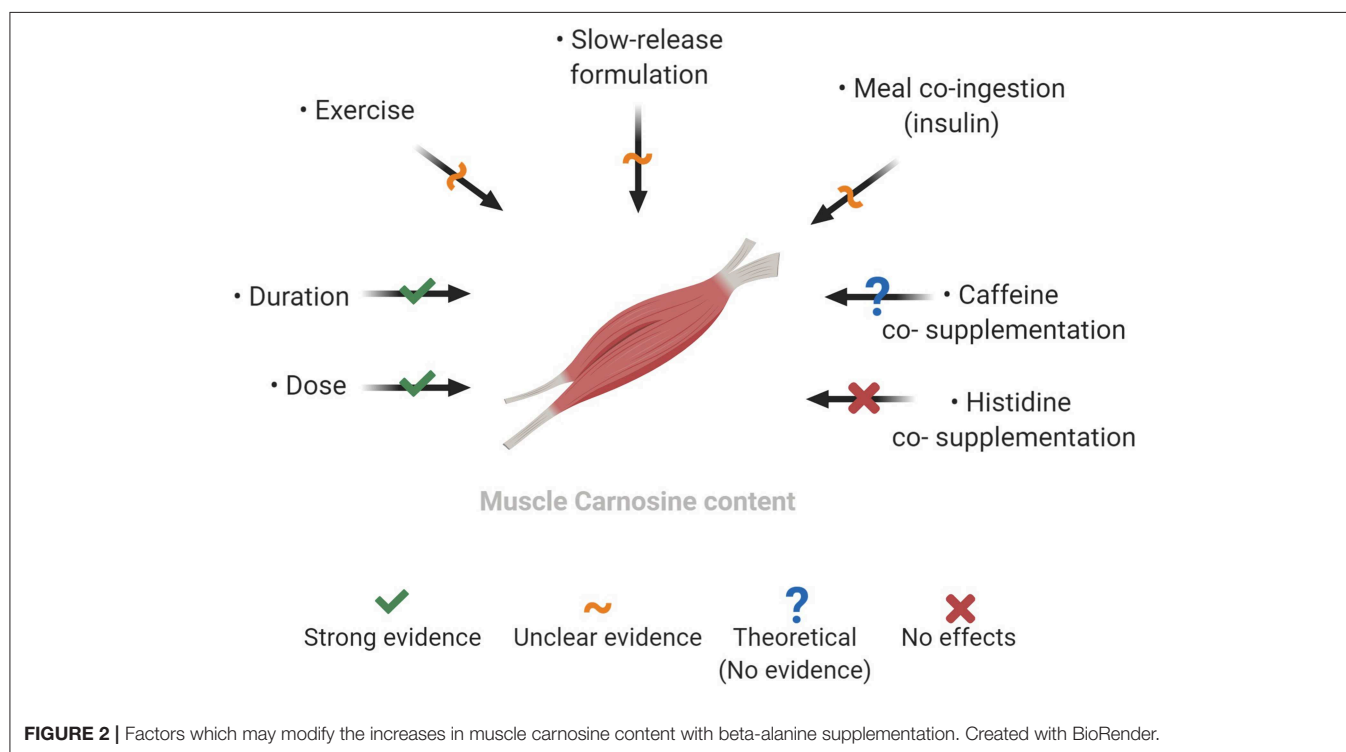 • Slow-release
formulation
• Exercise
• Meal co-ingestion
(insulin)
• Duration
• Caffeine
co- supplementation
• Dose
• Histidine
co- supplementation
Muscle Carnosine content
Strong evidence
Unclear evidence
Theoretical
(No evidence)
No effects
FIGURE 2 | Factors which may modify the increases in muscle carnosine content with beta-alanine supplementation. Created with BioRender.